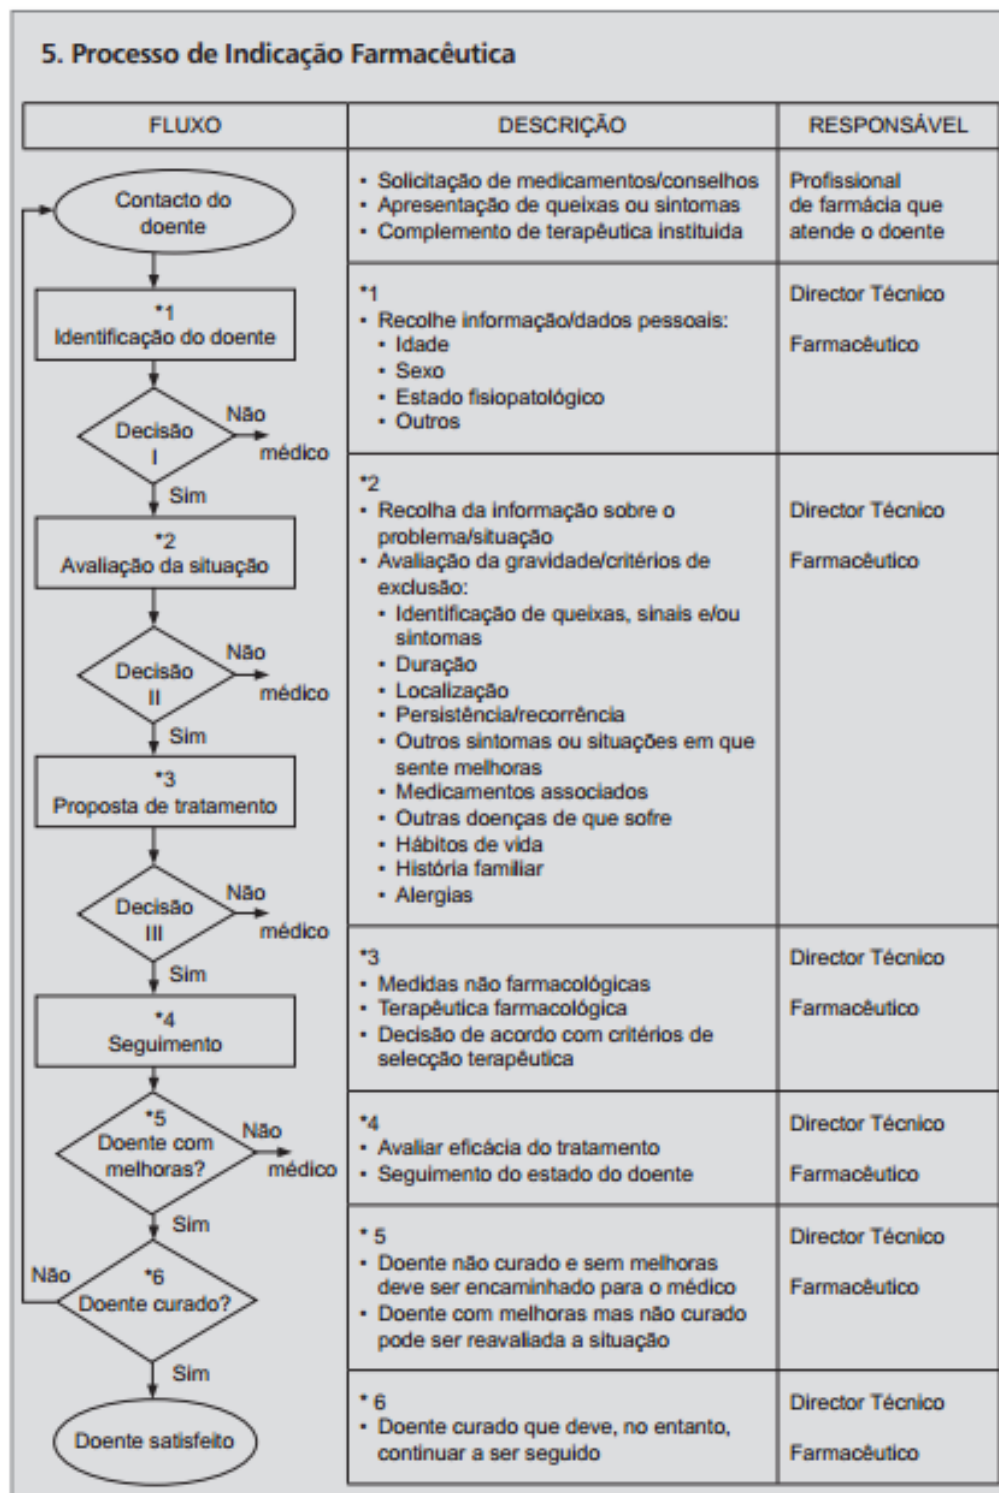 5. Processo de Indicação Farmacêutica
FLUXO
DESCRIÇÃO
RESPONSÁVEL
Contacto do
doente
• Solicitação de medicamentos/conselhos
• Apresentação de queixas ou sintomas
• Complemento de terapêutica instituida
Profissional
de farmácia que
atende o doente
*1
Identificação do doente
Decisão
I
Não
médico
Sim
*1
• Recolhe informação/dados pessoais:
• Idade
• Sexo
• Estado fisiopatológico
• Outros
Director Técnico
Farmacêutico
*2
Avaliação da situação
Decisão
II
Não
médico
Sim
*3
Proposta de tratamento
Decisão
III
Não
médico
Sim
*2
• Recolha da informação sobre o
problema/situação
• Avaliação da gravidade/critérios de
exclusão:
• Identificação de queixas, sinais e/ou
sintomas
• Duração
• Localização
• Persistência/recorrência
• Outros sintomas ou situações em que
sente melhoras
• Medicamentos associados
• Outras doenças de que sofre
• Hábitos de vida
• História familiar
• Alergias
Director Técnico
Farmacêutico
*4
Seguimento
*3
• Medidas não farmacológicas
• Terapêutica farmacológica
• Decisão de acordo com critérios de
selecção terapêutica
Director Técnico
Farmacêutico
*5
Doente com
melhoras?
Não
médico
Sim
*4
• Avaliar eficácia do tratamento
• Seguimento do estado do doente
Director Técnico
Farmacêutico
*6
Doente curado?
Não
Sim
* 5
• Doente não curado e sem melhoras
deve ser encaminhado para o médico
• Doente com melhoras mas não curado
pode ser reavaliada a situação
Director Técnico
Farmacêutico
Doente satisfeito
* 6
• Doente curado que deve, no entanto,
continuar a ser seguido
Director Técnico
Farmacêutico